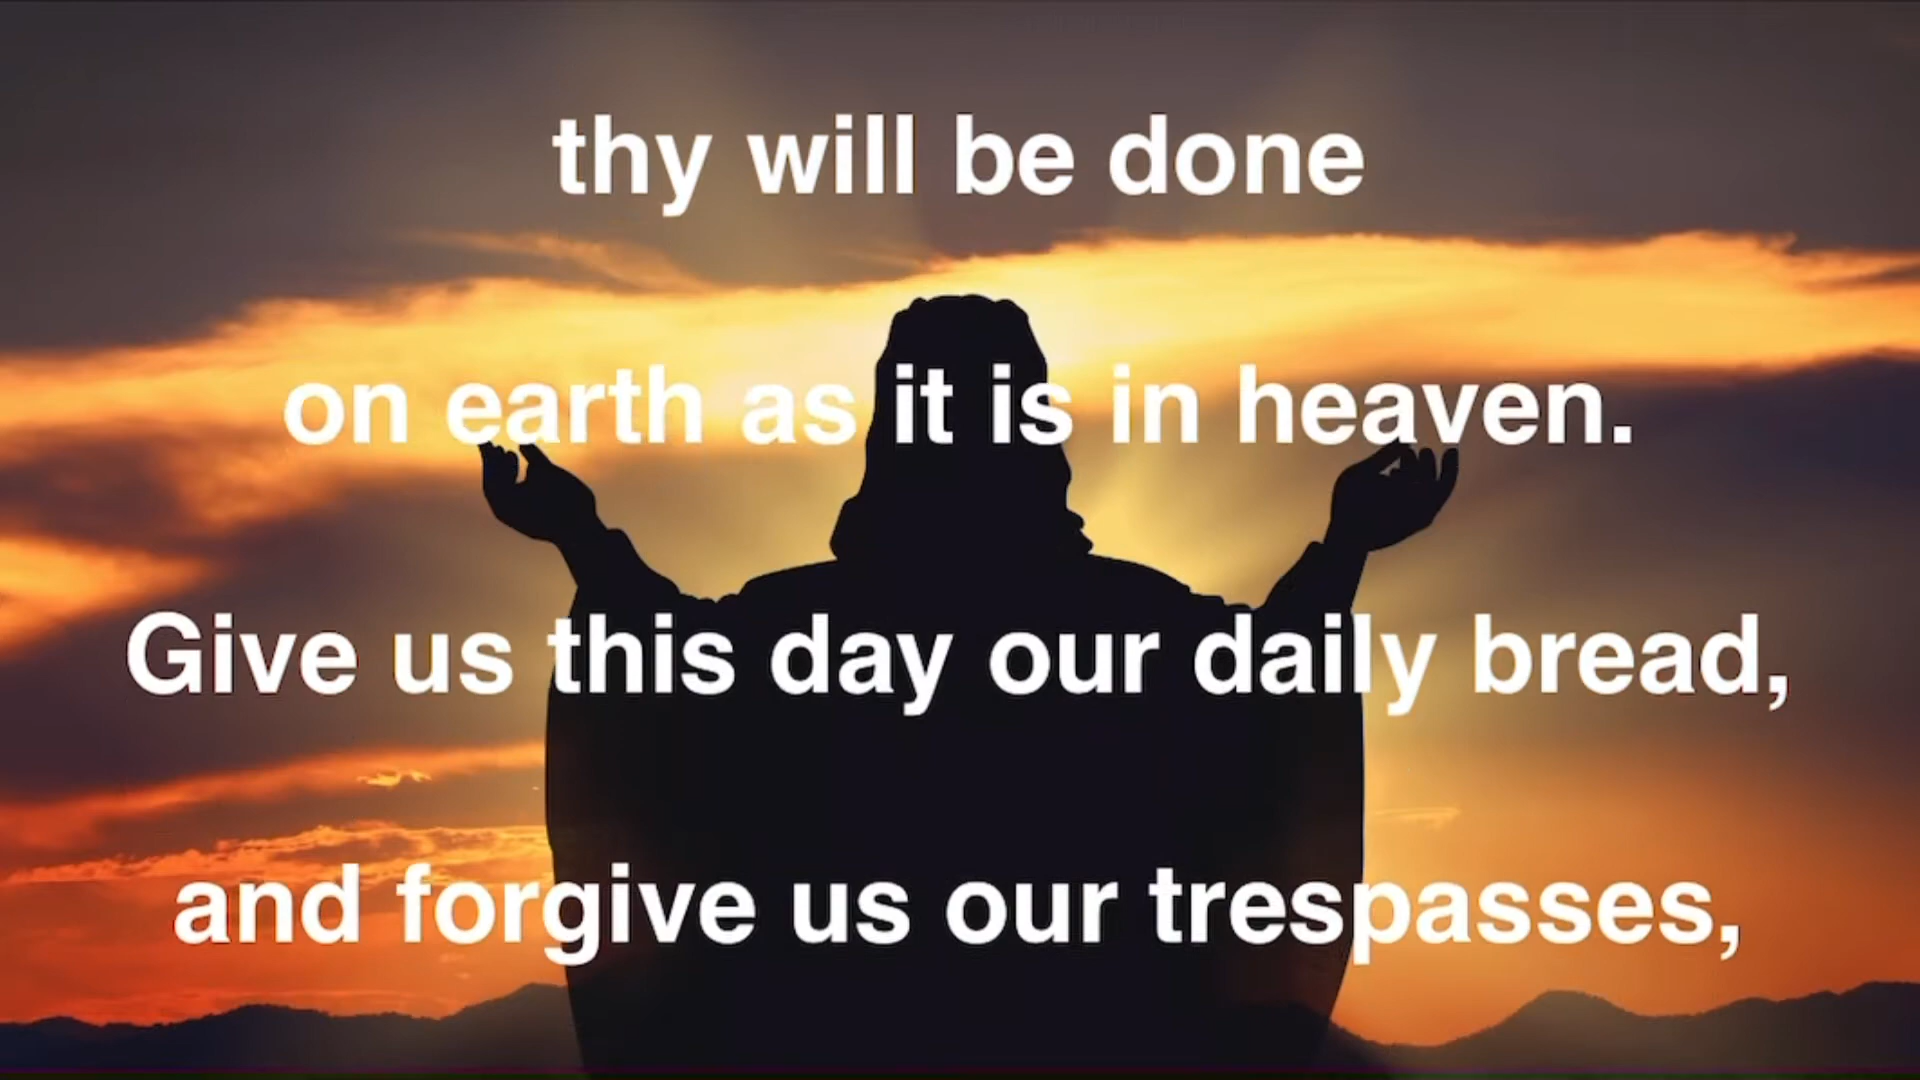 thy will be done
on earth as it is in heaven.
Give us this day our daily bread,
and forgive us our trespasses,